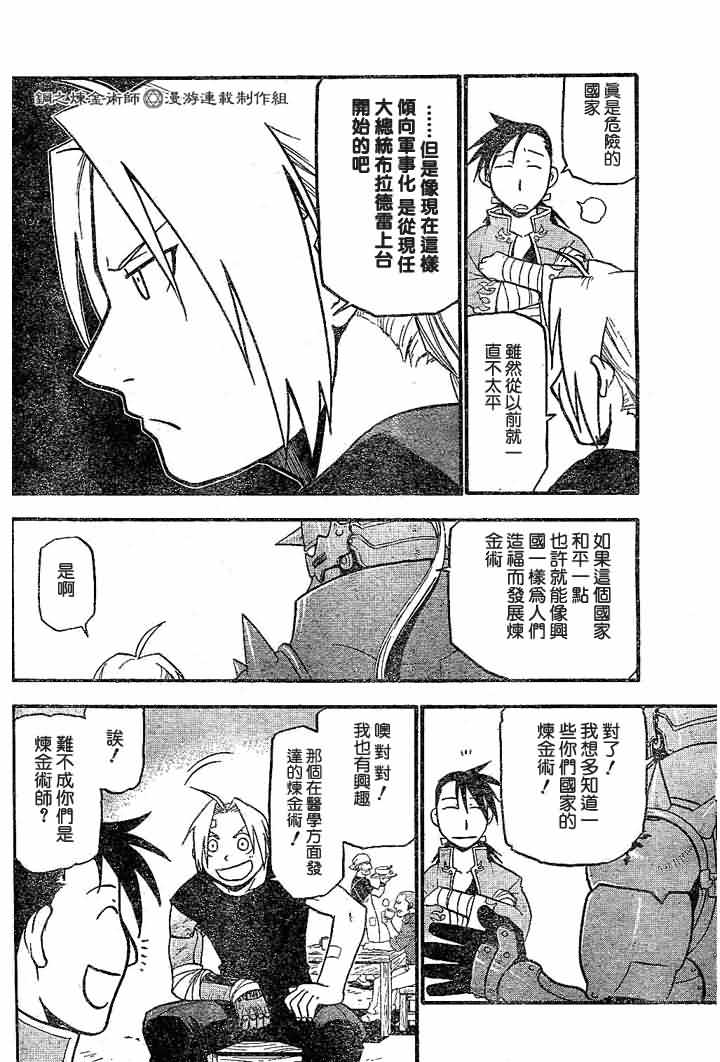 鋼之煉金術師 漫游連載制作組
真是危險的
國家
雖然從以前就一
直不太平
……但是像現在這樣
傾向軍事化 是從現任
大總統布拉德雷上台
開始的吧
如果這個國家
和平一點
也許就能像興
國一樣為人們
造福而發展煉
金術
是啊
對了！
我想多知道一
些你們國家的
煉金術！
噢對對！
我也有興趣
那個在醫學方面發
達的煉金術！
誒！
難不成你們是
煉金術師？